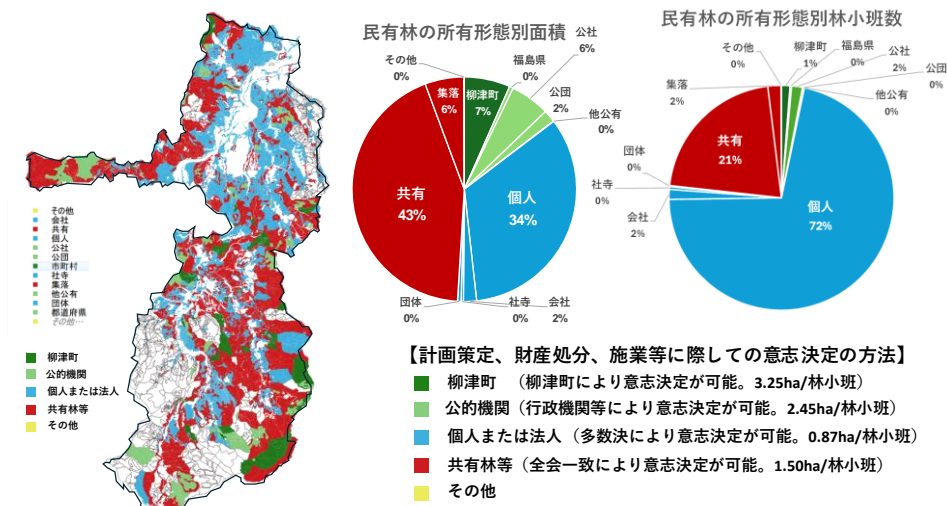 その他
会社
共有
個人
公社
公団
市町村
社寺
集落
他公有
団体
都道府県
その他…
柳津町
公的機関
個人または法人
共有林等
その他
民有林の所有形態別面積
公社
6%
その他
0%
福島県
0%
集落
6%
柳津町
7%
公団
2%
他公有
0%
共有
43%
個人
34%
団体
0%
社寺
0%
会社
2%
民有林の所有形態別林小班数
その他
0%
柳津町
1%
福島県
0%
公社
2%
公団
0%
集落
2%
他公有
0%
共有
21%
団体
0%
社寺
0%
会社
2%
個人
72%
【計画策定、財産処分、施業等に際しての意志決定の方法】
柳津町 （柳津町により意志決定が可能。3.25ha/林小班）
公的機関（行政機関等により意志決定が可能。2.45ha/林小班）
個人または法人（多数決により意志決定が可能。0.87ha/林小班）
共有林等（全会一致により意志決定が可能。1.50ha/林小班）
その他